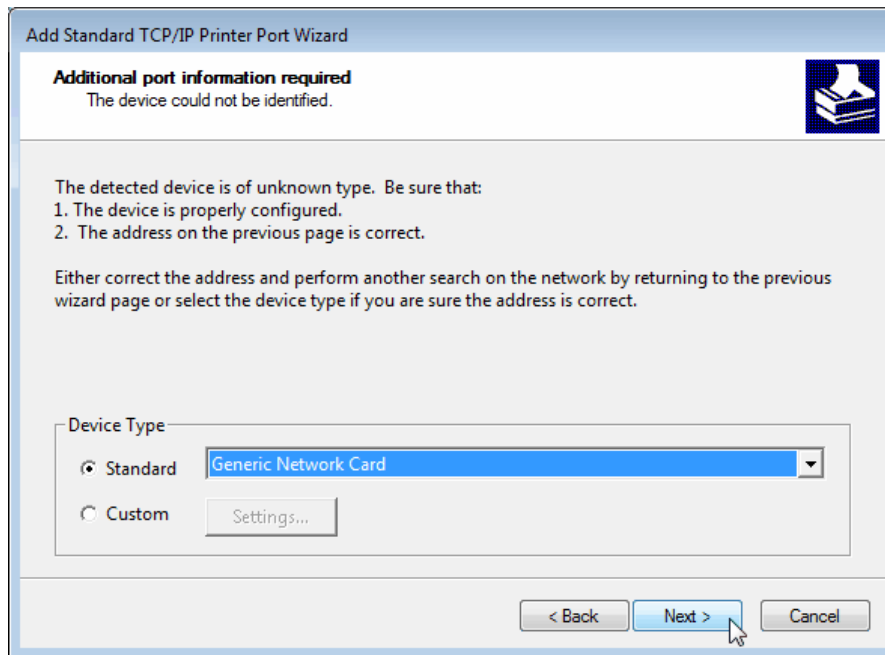 Add Standard TCP/IP Printer Port Wizard
Additional port information required
The device could not be identified.
The detected device is of unknown type.  Be sure that:
1. The device is properly configured.
2.  The address on the previous page is correct.
Either correct the address and perform another search on the network by returning to the previous
wizard page or select the device type if you are sure the address is correct.
Device Type
Standard
Generic Network Card
Custom
Settings...
< Back
Next >
Cancel